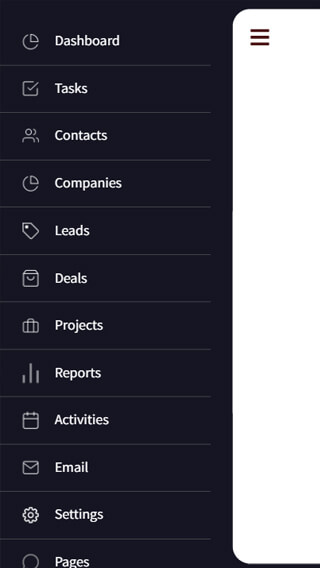 Dashboard
Tasks
Contacts
Companies
Leads
Deals
Projects
Reports
Activities
Email
Settings
Pages